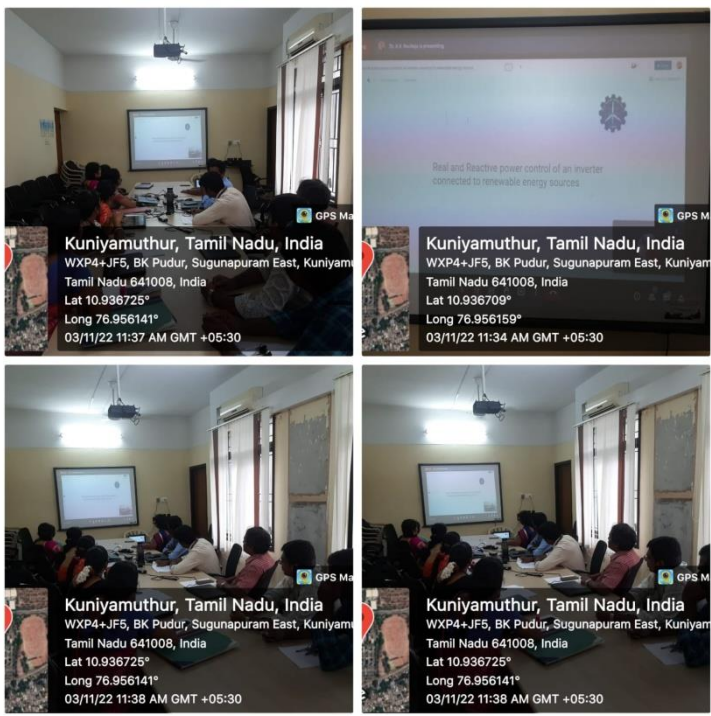 GPS Ma
Kuniyamuthur, Tamil Nadu, India
WXP4+JF5, BK Pudur, Sugunapuram East, Kuniyamu
Tamil Nadu 641008, India
Lat 10.936725°
Long 76.956141°
03/11/22 11:37 AM GMT +05:30
Real and Reactive power control of an inverter
connected to renewable energy sources
GPS M
Kuniyamuthur, Tamil Nadu, India
WXP4+JF5, BK Pudur, Sugunapuram East, Kuniyam
Tamil Nadu 641008, India
Lat 10.936709°
Long 76.956159°
03/11/22 11:34 AM GMT +05:30
GPS Ma
Kuniyamuthur, Tamil Nadu, India
WXP4+JF5, BK Pudur, Sugunapuram East, Kuniyamu
Tamil Nadu 641008, India
Lat 10.936725°
Long 76.956141°
03/11/22 11:38 AM GMT +05:30
GPS M
Kuniyamuthur, Tamil Nadu, India
WXP4+JF5, BK Pudur, Sugunapuram East, Kuniyam
Tamil Nadu 641008, India
Lat 10.936725°
Long 76.956141°
03/11/22 11:38 AM GMT +05:30